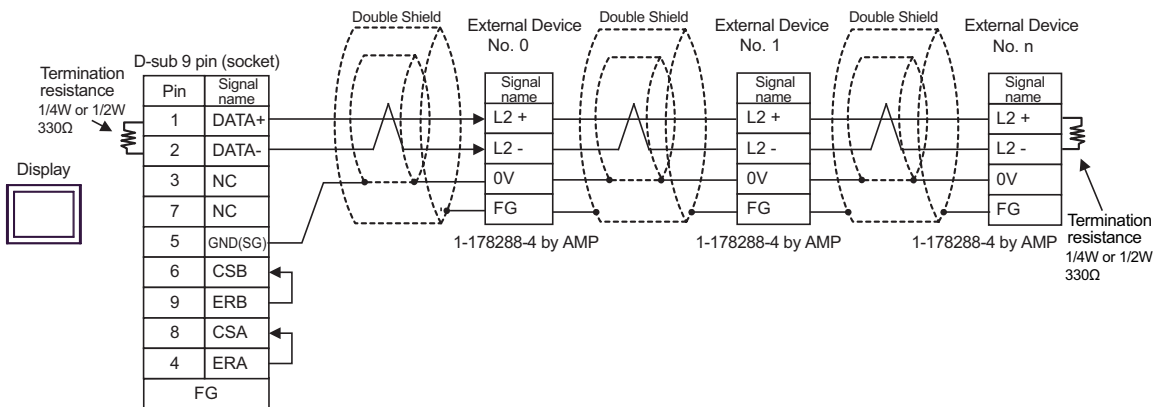 Double Shield
External Device
No. 0
Double Shield
External Device
No. 1
Double Shield
External Device
No. n
D-sub 9 pin (socket)
Termination
resistance
1/4W or 1/2W
330Ω
Display
Pin Signal name
1 DATA+
2 DATA-
3 NC
7 NC
5 GND(SG)
6 CSB
9 ERB
8 CSA
4 ERA
FG
Signal
name
L2 +
L2 -
0V
FG
1-178288-4 by AMP
Signal
name
L2 +
L2 -
0V
FG
1-178288-4 by AMP
Signal
name
L2 +
L2 -
0V
FG
1-178288-4 by AMP
Termination
resistance
1/4W or 1/2W
330Ω